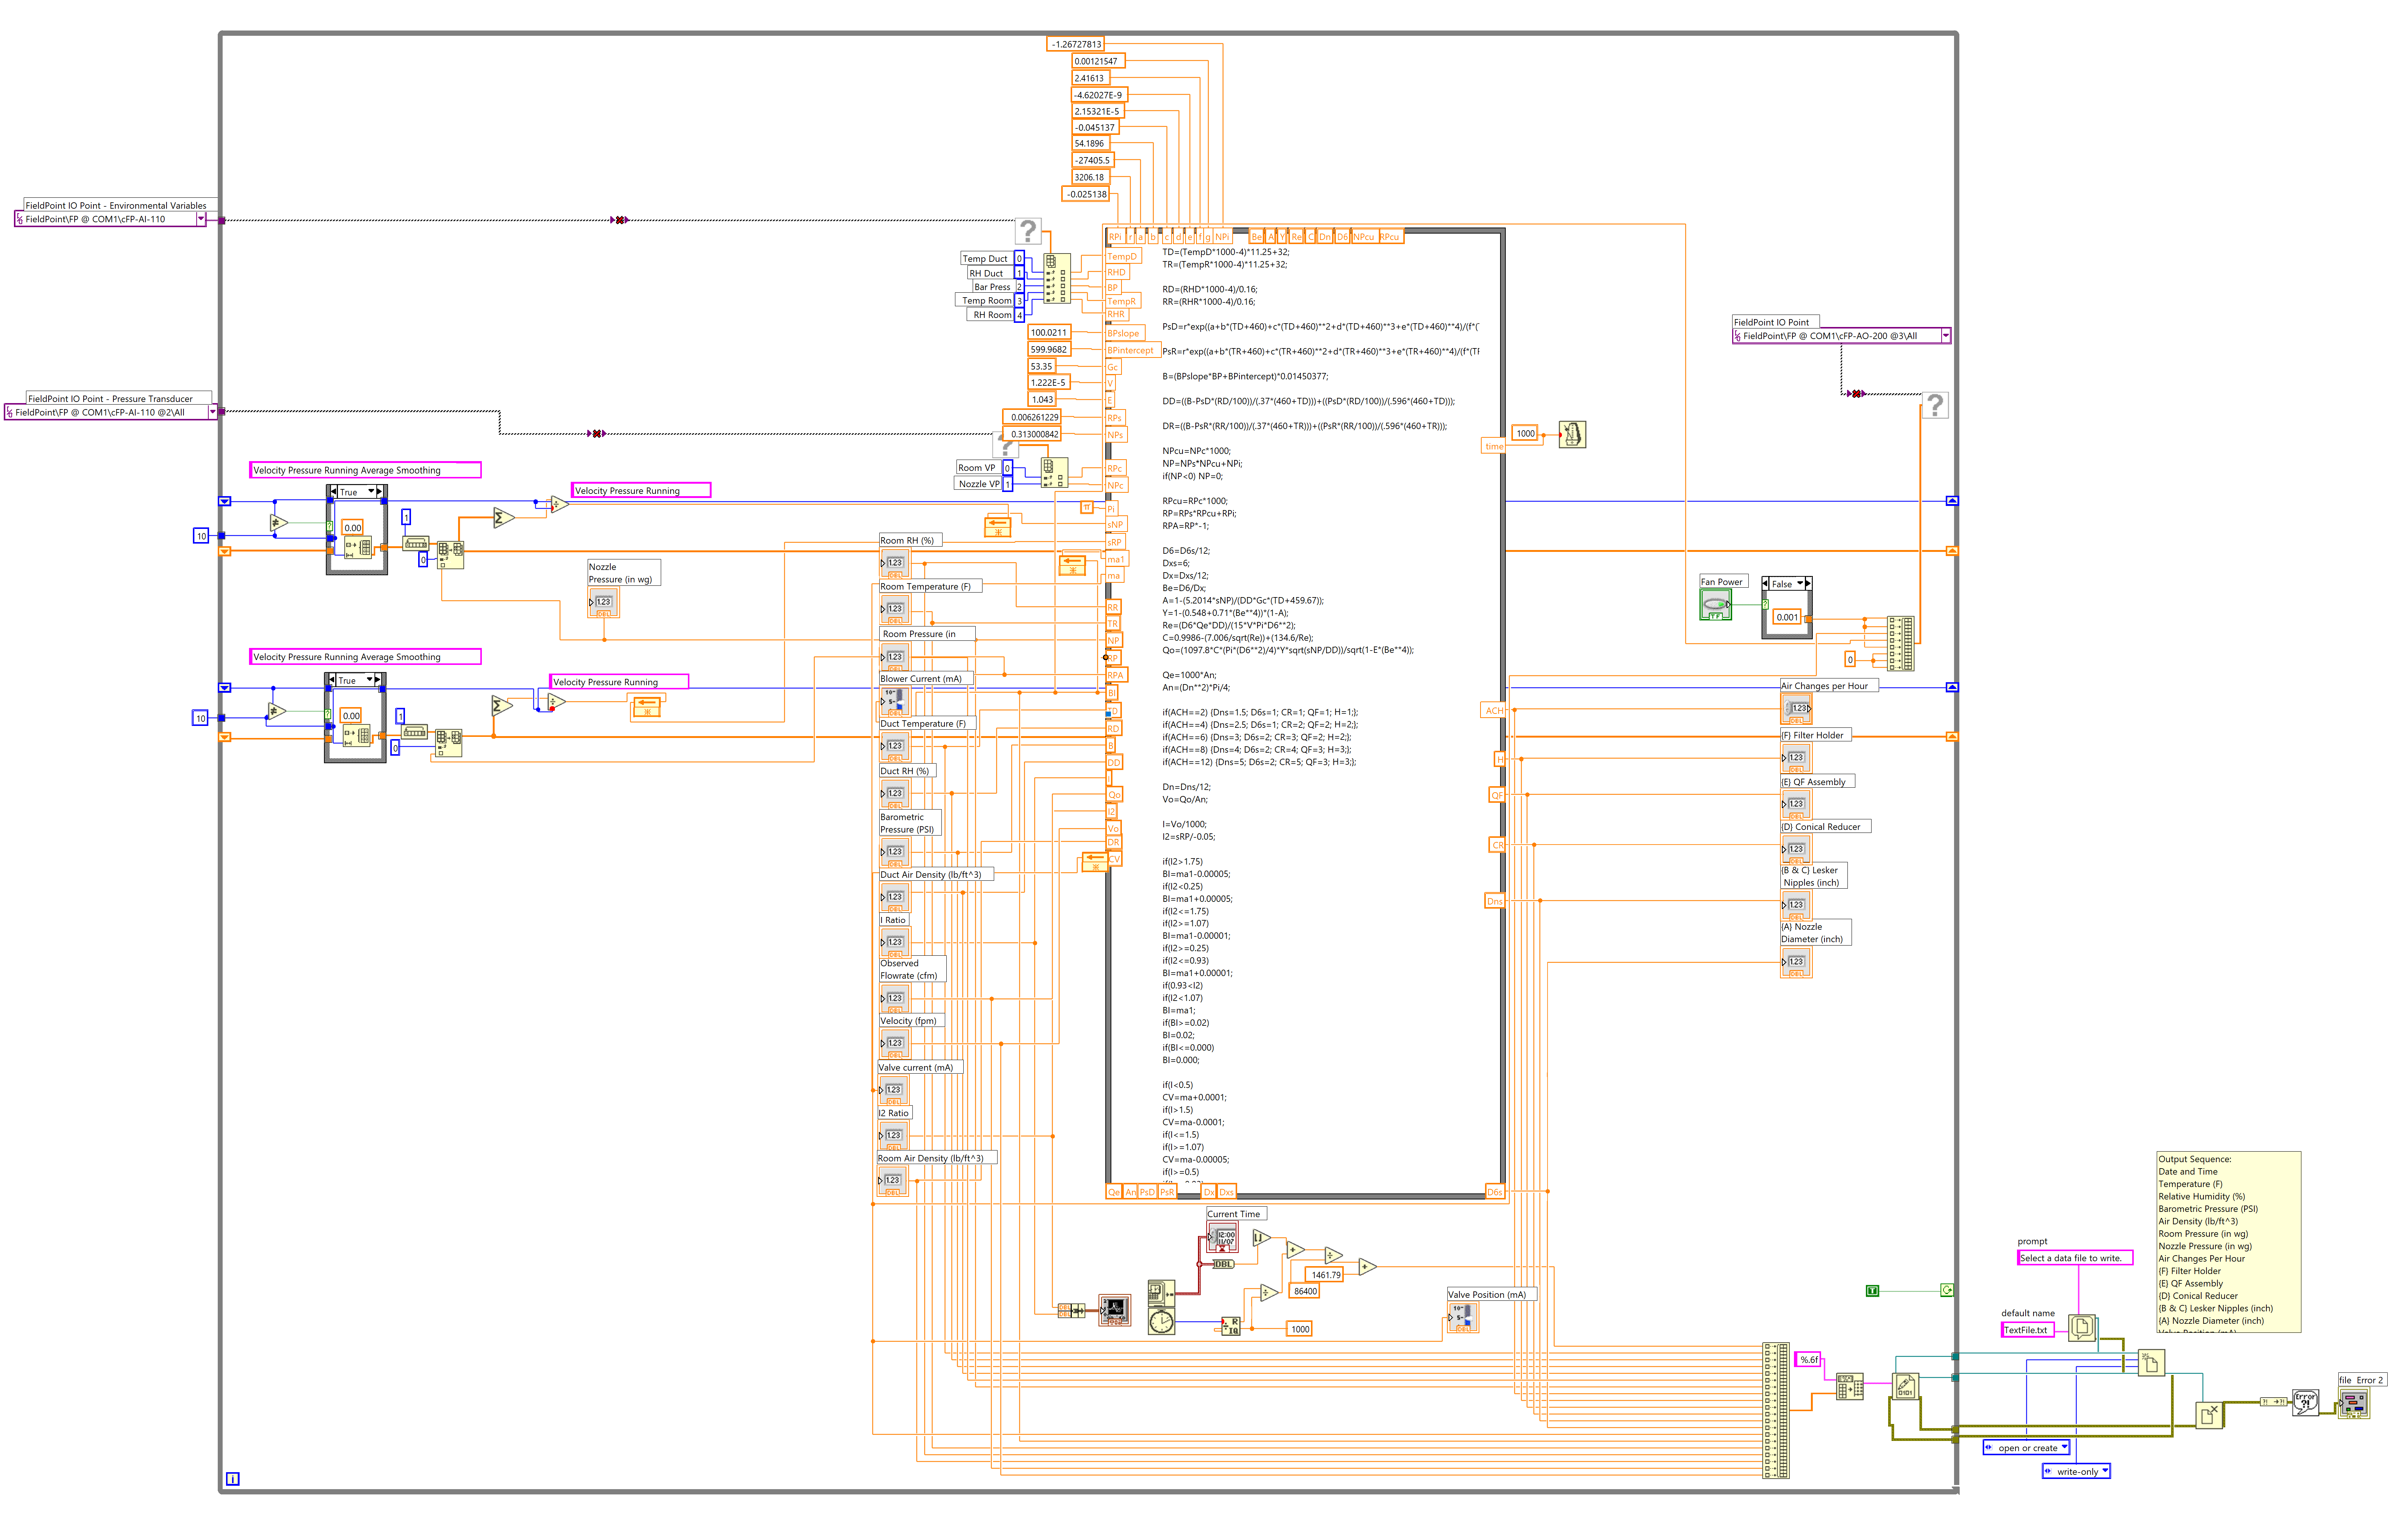 -1.26727813
0.00121547
2.41613
-4.62027E-9
2.15321E-5
-0.045137
54.1896
-27405.5
3206.18
-0.025138
FieldPoint IO Point - Environmental Variables
FieldPoint\FP @ COM1\cFP-AI-110
FieldPoint IO Point - Pressure Transducer
FieldPoint\FP @ COM1\cFP-AI-110 @2\All
Temp Duct 0
RH Duct 1
Bar Press 2
Temp Room 3
RH Room 4
100.0211
599.9682
53.35
1.222E-5
1.043
0.006261229
0.313000842
Room VP 0
Nozzle VP 1
RPi r a b c d e f g NPi Be A Y Re C Dn D6 NPcu RPcu
TempD
RHD
BP
TempR
RHR
BPslope
BPintercept
Gc
V
E
RPs
NPs
RPc
NPc
Pi
sNP
sRP
ma1
ma
RR
TR
NP
RP
RPA
BI
TD
RD
B
DD
I
Qo
I2
Vo
DR
CV
TD=(TempD*1000-4)*11.25+32;
TR=(TempR*1000-4)*11.25+32;
RD=(RHD*1000-4)/0.16;
RR=(RHR*1000-4)/0.16;
PsD=r*exp((a+b*(TD+460)+c*(TD+460)**2+d*(TD+460)**3+e*(TD+460)**4)/(f*(
PsR=r*exp((a+b*(TR+460)+c*(TR+460)**2+d*(TR+460)**3+e*(TR+460)**4)/(f*(TF
B=(BPslope*BP+BPintercept)*0.01450377;
DD=((B-PsD*(RD/100))/(.37*(460+TD)))+((PsD*(RD/100))/(.596*(460+TD)));
DR=((B-PsR*(RR/100))/(.37*(460+TR)))+((PsR*(RR/100))/(.596*(460+TR)));
NPcu=NPc*1000;
NP=NPs*NPcu+NPi;
if(NP<0) NP=0;
RPcu=RPc*1000;
RP=RPs*RPcu+RPi;
RPA=RP*-1;
D6=D6s/12;
Dxs=6;
Dx=Dxs/12;
Be=D6/Dx;
A=1-(5.2014*sNP)/(DD*Gc*(TD+459.67));
Y=1-(0.548+0.71*(Be**4))*(1-A);
Re=(D6*Qe*DD)/(15*V*Pi*D6**2);
C=0.9986-(7.006/sqrt(Re))+(134.6/Re);
Qo=(1097.8*C*(Pi*(D6**2)/4)*Y*sqrt(sNP/DD))/sqrt(1-E*(Be**4));
Qe=1000*An;
An=(Dn**2)*Pi/4;
if(ACH==2) {Dns=1.5; D6s=1; CR=1; QF=1; H=1;};
if(ACH==4) {Dns=2.5; D6s=1; CR=2; QF=2; H=2;};
if(ACH==6) {Dns=3; D6s=2; CR=3; QF=2; H=2;};
if(ACH==8) {Dns=4; D6s=2; CR=4; QF=3; H=3;};
if(ACH==12) {Dns=5; D6s=2; CR=5; QF=3; H=3;};
Dn=Dns/12;
Vo=Qo/An;
I=Vo/1000;
I2=sRP/-0.05;
if(I2>1.75)
BI=ma1-0.00005;
if(I2<0.25)
BI=ma1+0.00005;
if(I2<=1.75)
if(I2>=1.07)
BI=ma1-0.00001;
if(I2>=0.25)
if(I2<=0.93)
BI=ma1+0.00001;
if(0.93<I2)
if(I2<1.07)
BI=ma1;
if(BI>=0.02)
BI=0.02;
if(BI<=0.000)
BI=0.000;
if(I<0.5)
CV=ma+0.0001;
if(I>1.5)
CV=ma-0.0001;
if(I<=1.5)
if(I>=1.07)
CV=ma-0.00005;
if(I>=0.5)
Qe An PsD PsR Dx Dxs D6s
time
ACH
H
QF
CR
Dns
1000
Velocity Pressure Running Average Smoothing
True
Velocity Pressure Running
0.00
1
0
10
Velocity Pressure Running Average Smoothing
True
Velocity Pressure Running
0.00
1
0
10
Nozzle
Pressure (in wg)
Room RH (%)
Room Temperature (F)
Room Pressure (in
Blower Current (mA)
Duct Temperature (F)
Duct RH (%)
Barometric
Pressure (PSI)
Duct Air Density (lb/ft^3)
I Ratio
Observed
Flowrate (cfm)
Velocity (fpm)
Valve current (mA)
I2 Ratio
Room Air Density (lb/ft^3)
FieldPoint IO Point
FieldPoint\FP @ COM1\cFP-AO-200 @3\All
Fan Power
False
0.001
0
Air Changes per Hour
(F) Filter Holder
(E) QF Assembly
(D) Conical Reducer
(B & C) Lesker
Nipples (inch)
(A) Nozzle
Diameter (inch)
Current Time
12:00
11/07
DBL
1461.79
86400
1000
Valve Position (mA)
%.6f
Output Sequence:
Date and Time
Temperature (F)
Relative Humidity (%)
Barometric Pressure (PSI)
Air Density (lb/ft^3)
Room Pressure (in wg)
Nozzle Pressure (in wg)
Air Changes Per Hour
(F) Filter Holder
(E) QF Assembly
(D) Conical Reducer
(B & C) Lesker Nipples (inch)
(A) Nozzle Diameter (inch)
prompt
Select a data file to write.
default name
TextFile.txt
open or create
write-only
file Error 2
i